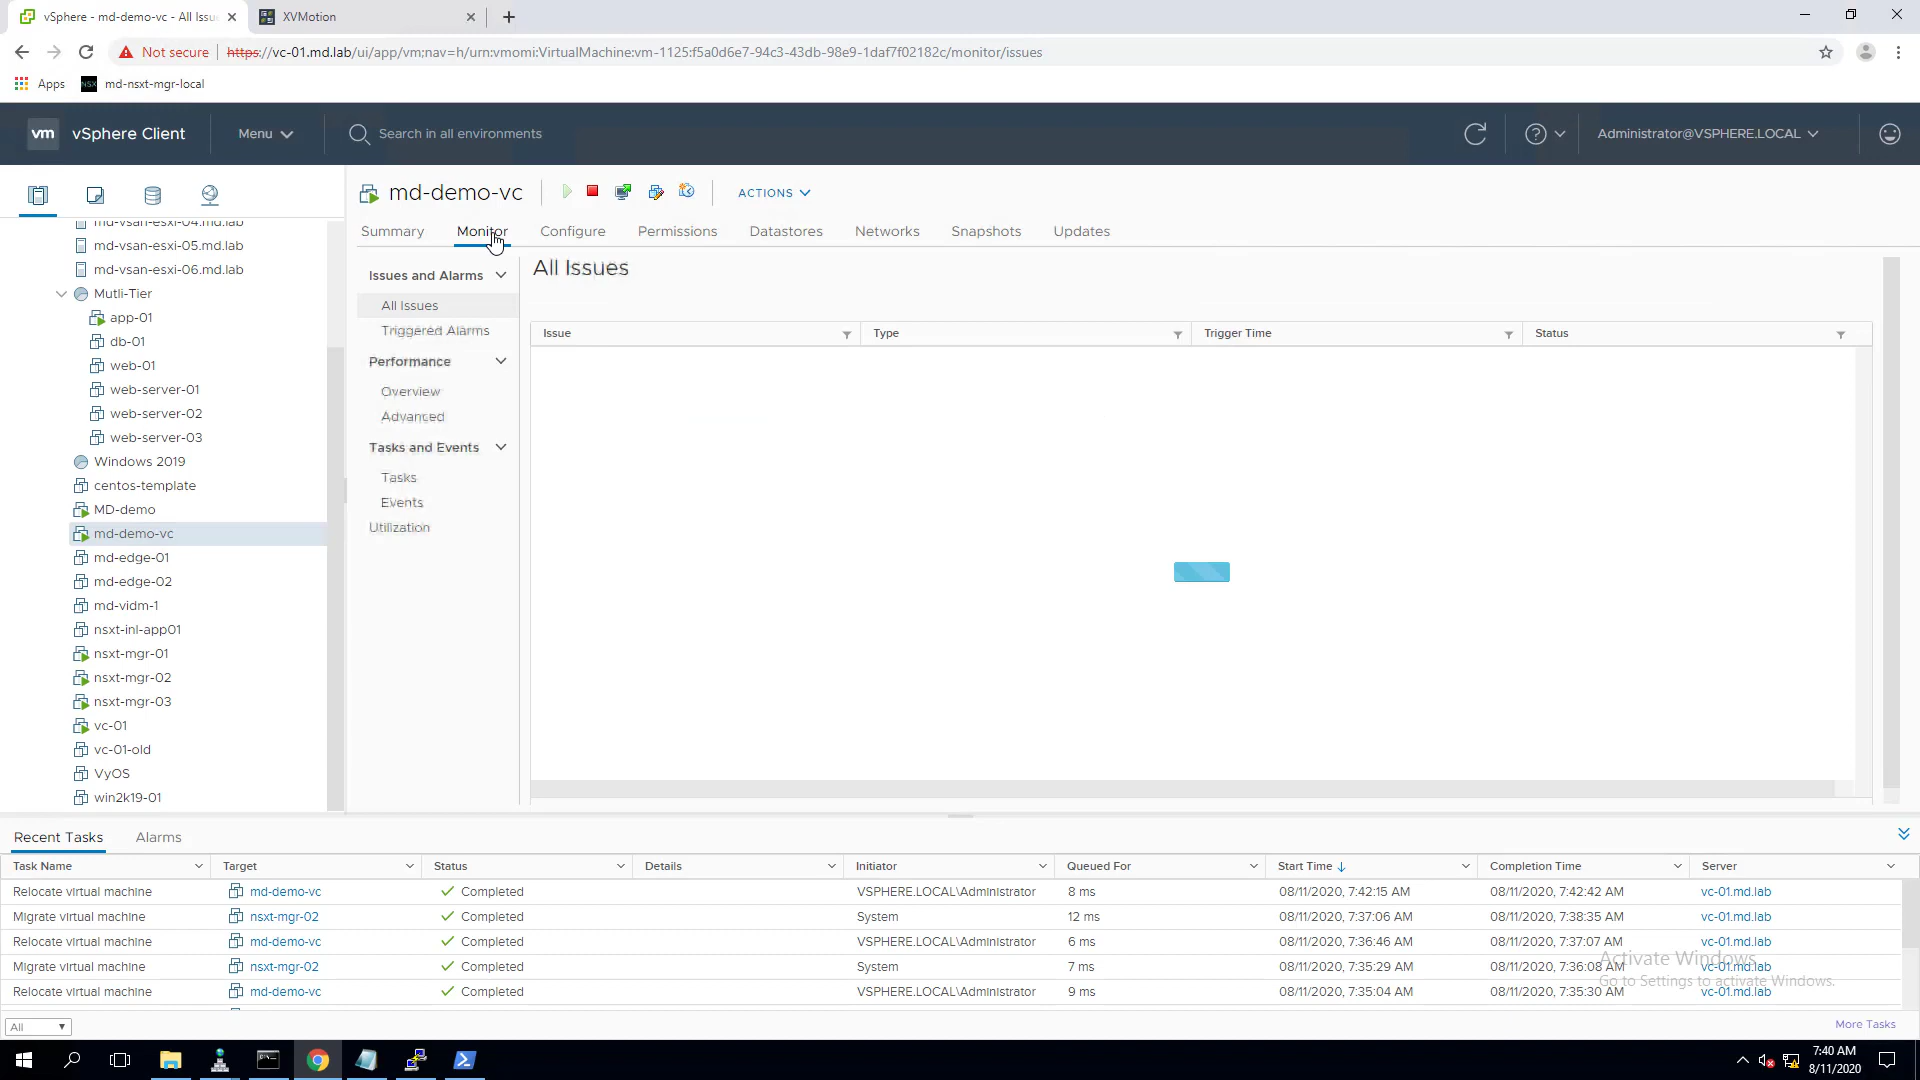 vSphere - md-demo-vc - All Issu
XVMotion
Not secure
https://vc-01.md.lab/ui/app/vm;nav=h/urn:vmomi:VirtualMachine:vm-1125:f5a0d6e7-94c3-43db-98e9-1daf7f02182c/monitor/issues
Apps
NSX
md-nsxt-mgr-local
vm
vSphere Client
Menu
Search in all environments
Administrator@VSPHERE.LOCAL
md-vsan-esxi-04.md.lab
md-vsan-esxi-05.md.lab
md-vsan-esxi-06.md.lab
Mutli-Tier
app-01
db-01
web-01
web-server-01
web-server-02
web-server-03
Windows 2019
centos-template
MD-demo
md-demo-vc
md-edge-01
md-edge-02
md-vidm-1
nsxt-inl-app01
nsxt-mgr-01
nsxt-mgr-02
nsxt-mgr-03
vc-01
vc-01-old
VyOS
win2k19-01
md-demo-vc
ACTIONS
Summary Monitor Configure Permissions Datastores Networks Snapshots Updates
Issues and Alarms
All Issues
Triggered Alarms
Performance
Overview
Advanced
Tasks and Events
Tasks
Events
Utilization
All Issues
Issue Type Trigger Time Status
Recent Tasks Alarms
Task Name Target Status Details Initiator Queued For Start Time Completion Time Server
Relocate virtual machine md-demo-vc Completed VSPHERE.LOCAL\Administrator 8 ms 08/11/2020, 7:42:15 AM 08/11/2020, 7:42:42 AM vc-01.md.lab
Migrate virtual machine nsxt-mgr-02 Completed System 12 ms 08/11/2020, 7:37:06 AM 08/11/2020, 7:38:35 AM vc-01.md.lab
Relocate virtual machine md-demo-vc Completed VSPHERE.LOCAL\Administrator 6 ms 08/11/2020, 7:36:46 AM 08/11/2020, 7:37:07 AM vc-01.md.lab
Migrate virtual machine nsxt-mgr-02 Completed System 7 ms 08/11/2020, 7:35:29 AM 08/11/2020, 7:36:08 AM vc-01.md.lab
Relocate virtual machine md-demo-vc Completed VSPHERE.LOCAL\Administrator 9 ms 08/11/2020, 7:35:04 AM 08/11/2020, 7:35:30 AM vc-01.md.lab
Activate Windows
Go to Settings to activate Windows.
All
More Tasks
7:40 AM
8/11/2020